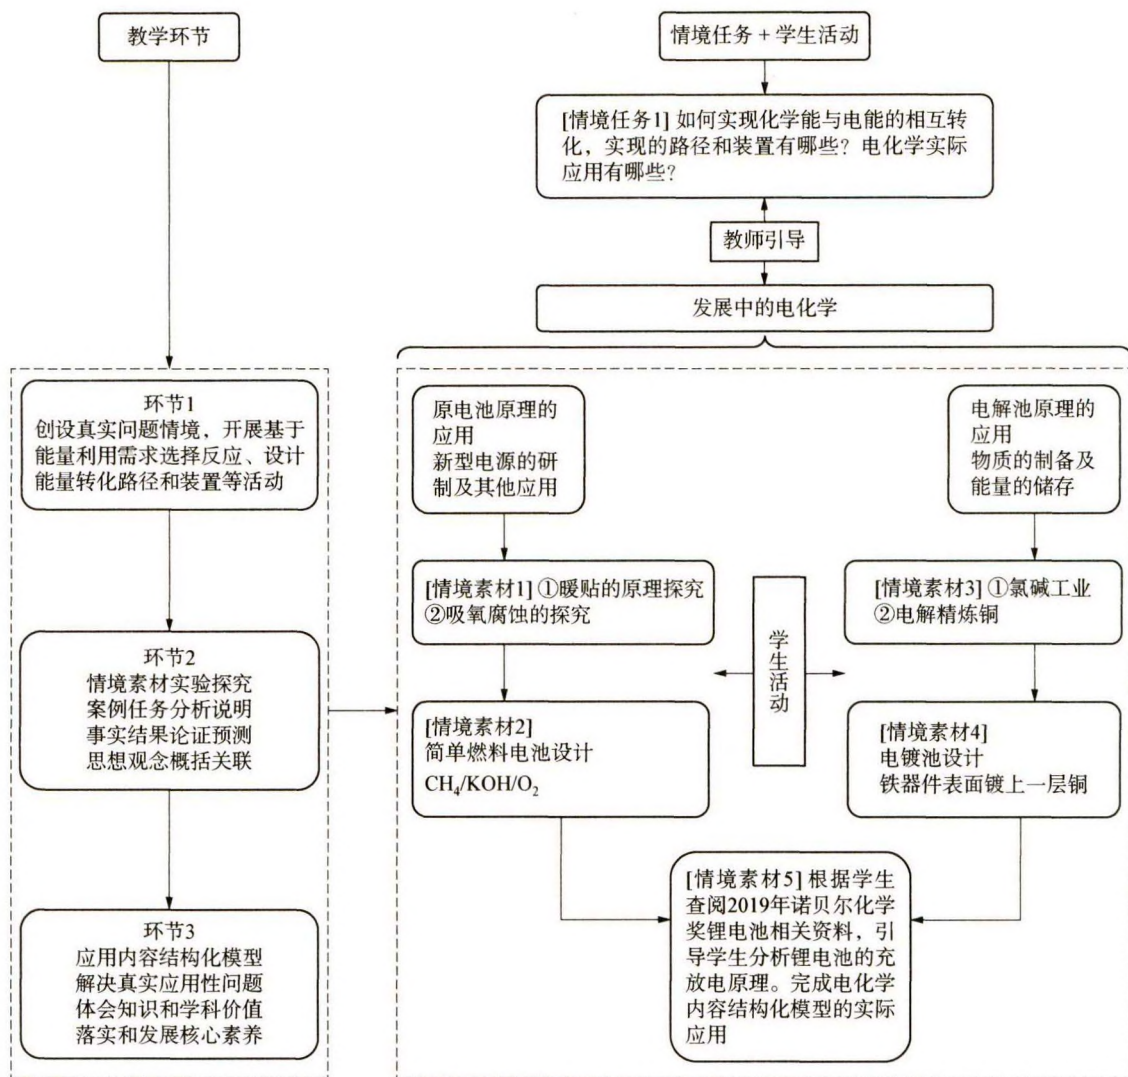 教学环节
情境任务 + 学生活动
[情境任务1] 如何实现化学能与电能的相互转
化，实现的路径和装置有哪些？电化学实际
应用有哪些？
教师引导
发展中的电化学
环节1
创设真实问题情境，开展基于
能量利用需求选择反应、设计
能量转化路径和装置等活动
原电池原理的
应用
新型电源的研
制及其他应用
电解池原理的
应用
物质的制备及
能量的储存
[情境素材1] ①暖贴的原理探究
②吸氧腐蚀的探究
学生活动
[情境素材3] ①氯碱工业
②电解精炼铜
环节2
情境素材实验探究
案例任务分析说明
事实结果论证预测
思想观念概括关联
[情境素材2]
简单燃料电池设计
CH₄/KOH/O₂
[情境素材4]
电镀池设计
铁器件表面镀上一层铜
环节3
应用内容结构化模型
解决真实应用性问题
体会知识和学科价值
落实和发展核心素养
[情境素材5] 根据学生
查阅2019年诺贝尔化学
奖锂电池相关资料，引
导学生分析锂电池的充
放电原理。完成电化学
内容结构化模型的实际
应用